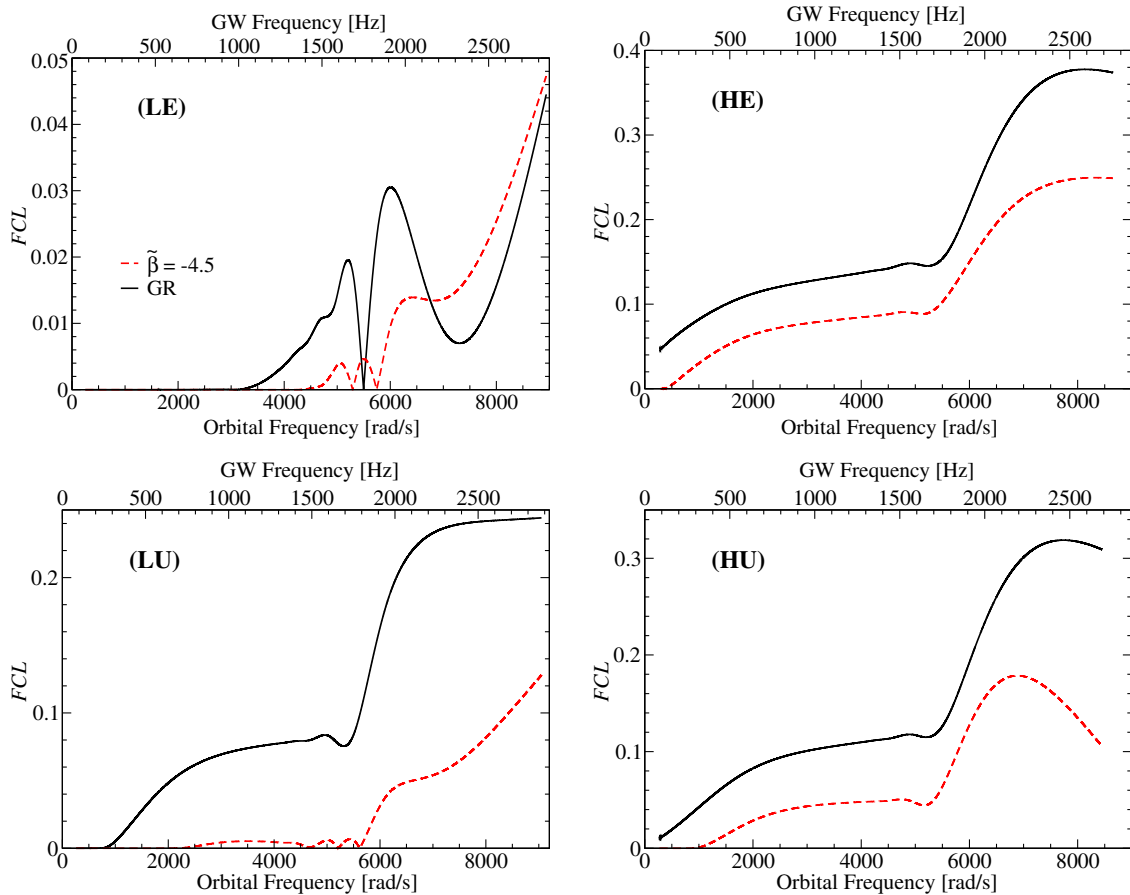 GW Frequency [Hz]
0 500 1000 1500 2000 2500
0.05
0.04
0.03
0.02
0.01
0
FCL
(LE)
β̃ = -4.5
GR
0 2000 4000 6000 8000
Orbital Frequency [rad/s]
GW Frequency [Hz]
0 500 1000 1500 2000 2500
0.4
0.3
0.2
0.1
0
FCL
(HE)
0 2000 4000 6000 8000
Orbital Frequency [rad/s]
GW Frequency [Hz]
0 500 1000 1500 2000 2500
0.2
0.1
0
FCL
(LU)
0 2000 4000 6000 8000
Orbital Frequency [rad/s]
GW Frequency [Hz]
0 500 1000 1500 2000 2500
0.3
0.2
0.1
0
FCL
(HU)
0 2000 4000 6000 8000
Orbital Frequency [rad/s]